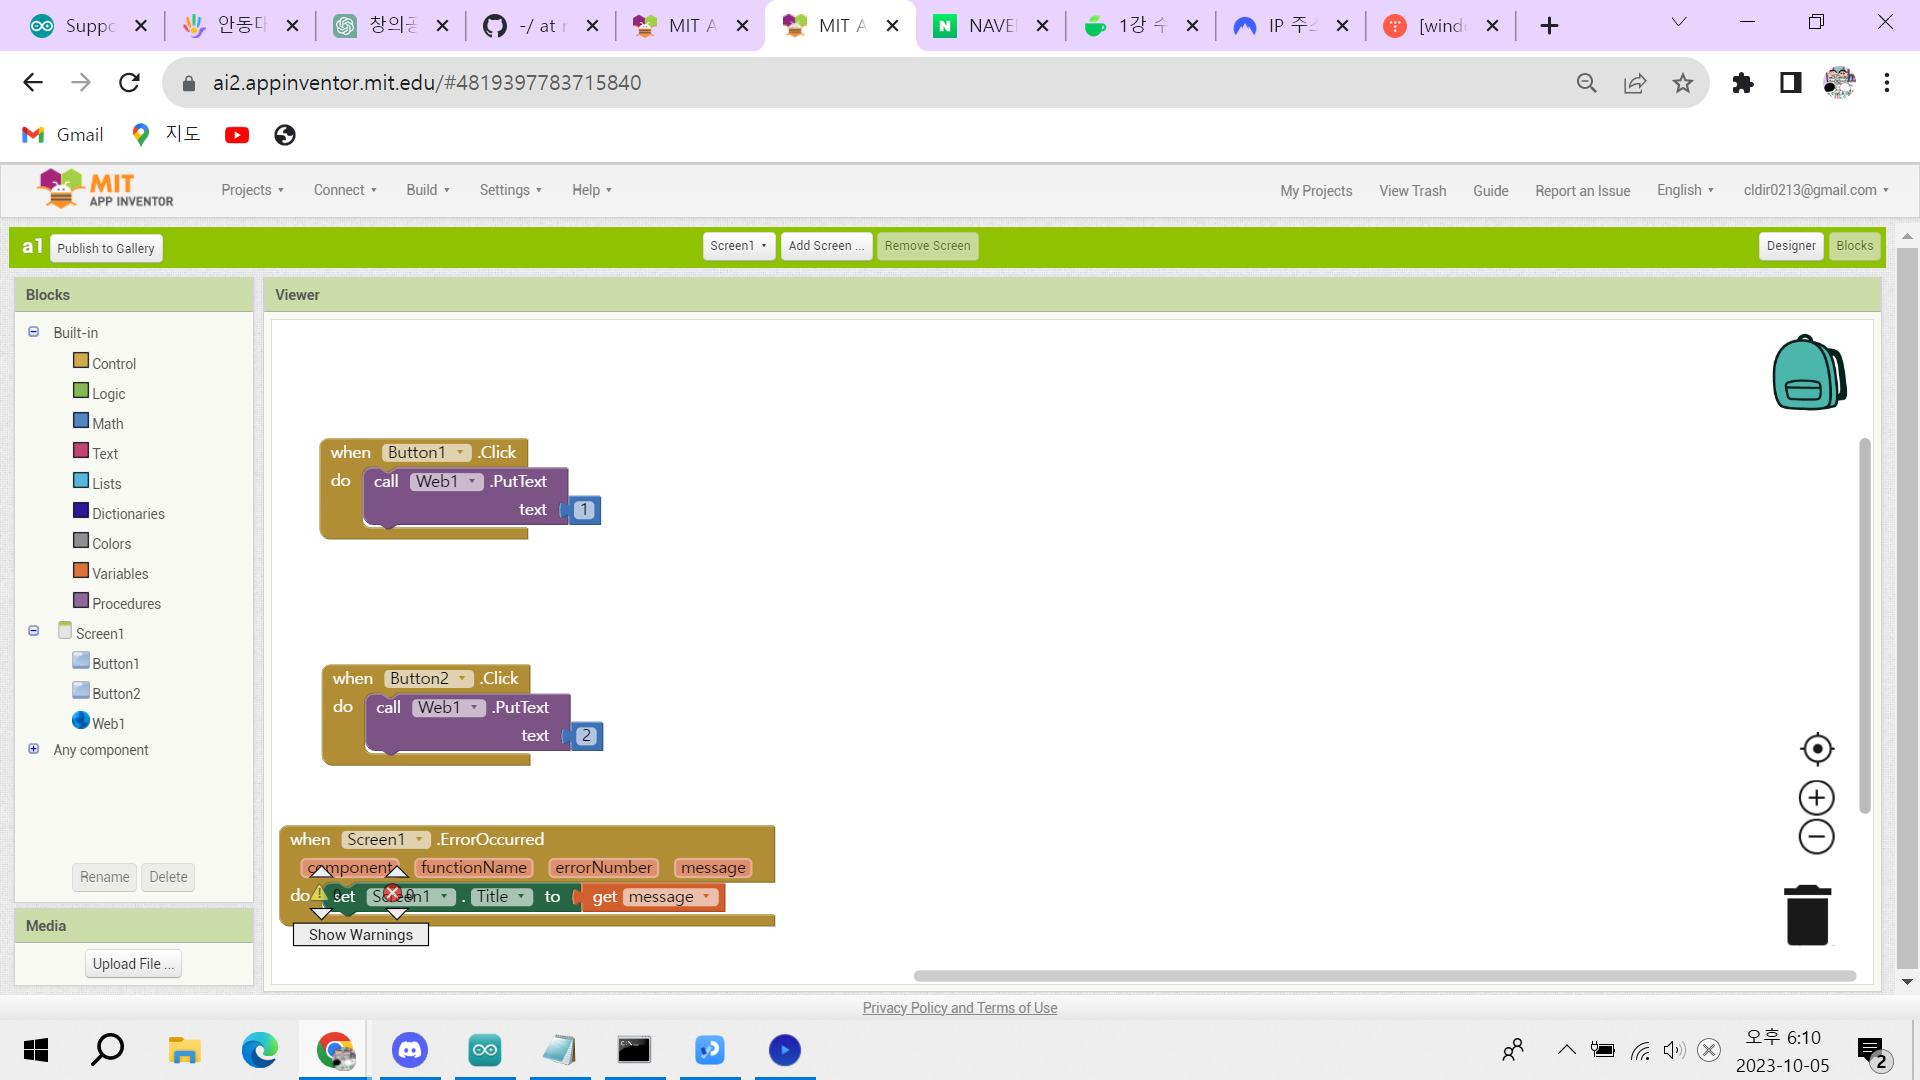 Suppo
안동대
창의공
-/ at r
MIT A
MIT A
NAVE
1강 수
IP 주소
[wind
ai2.appinventor.mit.edu/#4819397783715840
Gmail
지도
MIT
APP INVENTOR
Projects
Connect
Build
Settings
Help
My Projects
View Trash
Guide
Report an Issue
English
cldir0213@gmail.com
a1
Publish to Gallery
Screen1
Add Screen ...
Remove Screen
Designer
Blocks
Blocks
Built-in
Control
Logic
Math
Text
Lists
Dictionaries
Colors
Variables
Procedures
Screen1
Button1
Button2
Web1
Any component
Rename
Delete
Media
Upload File ...
Viewer
when Button1 .Click
do call Web1 .PutText
text 1
when Button2 .Click
do call Web1 .PutText
text 2
when Screen1 .ErrorOccurred
component functionName errorNumber message
do set Screen1 . Title to get message
0 0
Show Warnings
Privacy Policy and Terms of Use
오후 6:10
2023-10-05
2